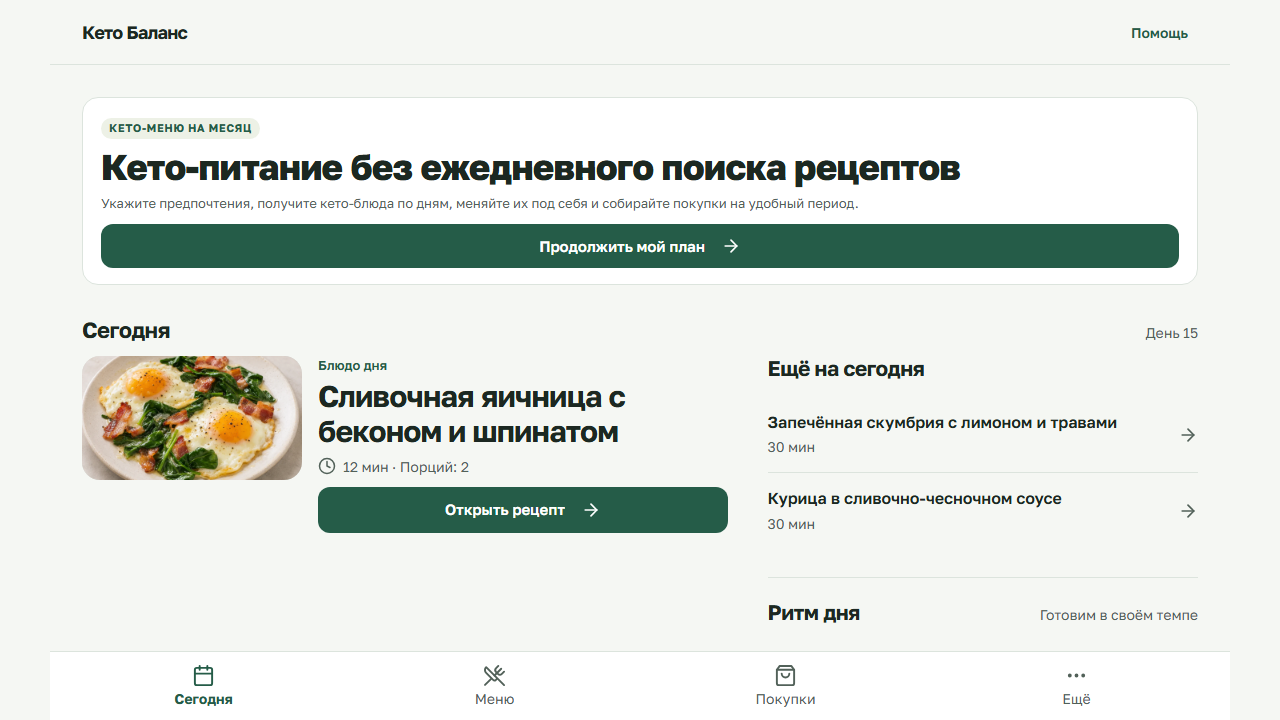 Кето Баланс
Помощь
КЕТО-МЕНЮ НА МЕСЯЦ
Кето-питание без ежедневного поиска рецептов
Укажите предпочтения, получите кето-блюда по дням, меняйте их под себя и собирайте покупки на удобный период.
Продолжить мой план
Сегодня
День 15
Блюдо дня
Сливочная яичница с
беконом и шпинатом
12 мин · Порций: 2
Открыть рецепт
Ещё на сегодня
Запечённая скумбрия с лимоном и травами
30 мин
Курица в сливочно-чесночном соусе
30 мин
Ритм дня
Готовим в своём темпе
Сегодня
Меню
Покупки
Ещё